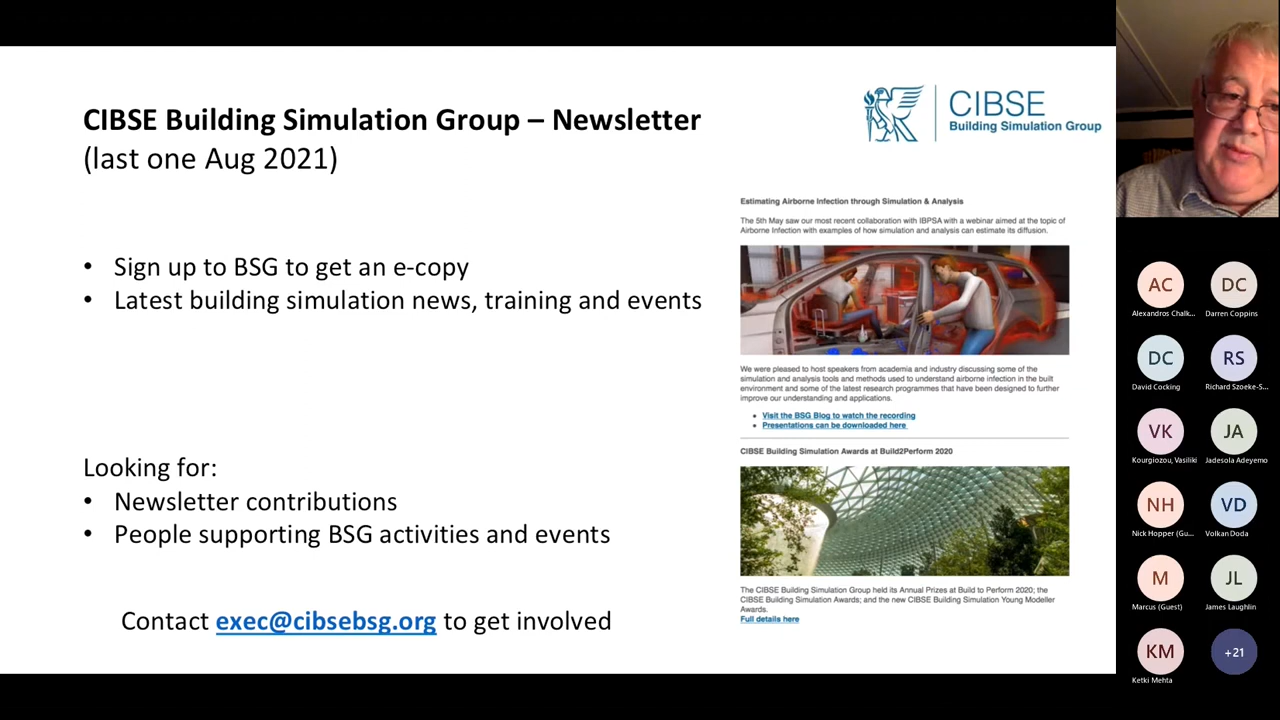 CIBSE Building Simulation Group – Newsletter
(last one Aug 2021)
CIBSE
Building Simulation Group
• Sign up to BSG to get an e-copy
• Latest building simulation news, training and events
Looking for:
• Newsletter contributions
• People supporting BSG activities and events
Contact exec@cibsebsg.org to get involved
Estimating Airborne Infection through Simulation & Analysis
The 5th May saw our most recent collaboration with IBPSA with a webinar aimed at the topic of
Airborne Infection with examples of how simulation and analysis can estimate its diffusion.
We were pleased to host speakers from academia and industry discussing some of the
simulation and analysis tools and methods used to understand airborne infection in the built
environment and some of the latest research programmes that have been designed to further
improve our understanding and applications.
• Visit the BSG Blog to watch the recording
• Presentations can be downloaded here
CIBSE Building Simulation Awards at Build2Perform 2020
The CIBSE Building Simulation Group held its Annual Prizes at Build to Perform 2020; the
CIBSE Building Simulation Awards; and the new CIBSE Building Simulation Young Modeller
Awards.
Full details here
AC
DC
Alexandros Chalk...
Darren Coppins
DC
RS
David Cocking
Richard Szoeke-S...
VK
JA
Kourgiozou, Vasiliki
Jadesola Adeyemo
NH
VD
Nick Hopper (Gu...
Volkan Doda
M
JL
Marcus (Guest)
James Laughlin
KM
+21
Ketki Mehta